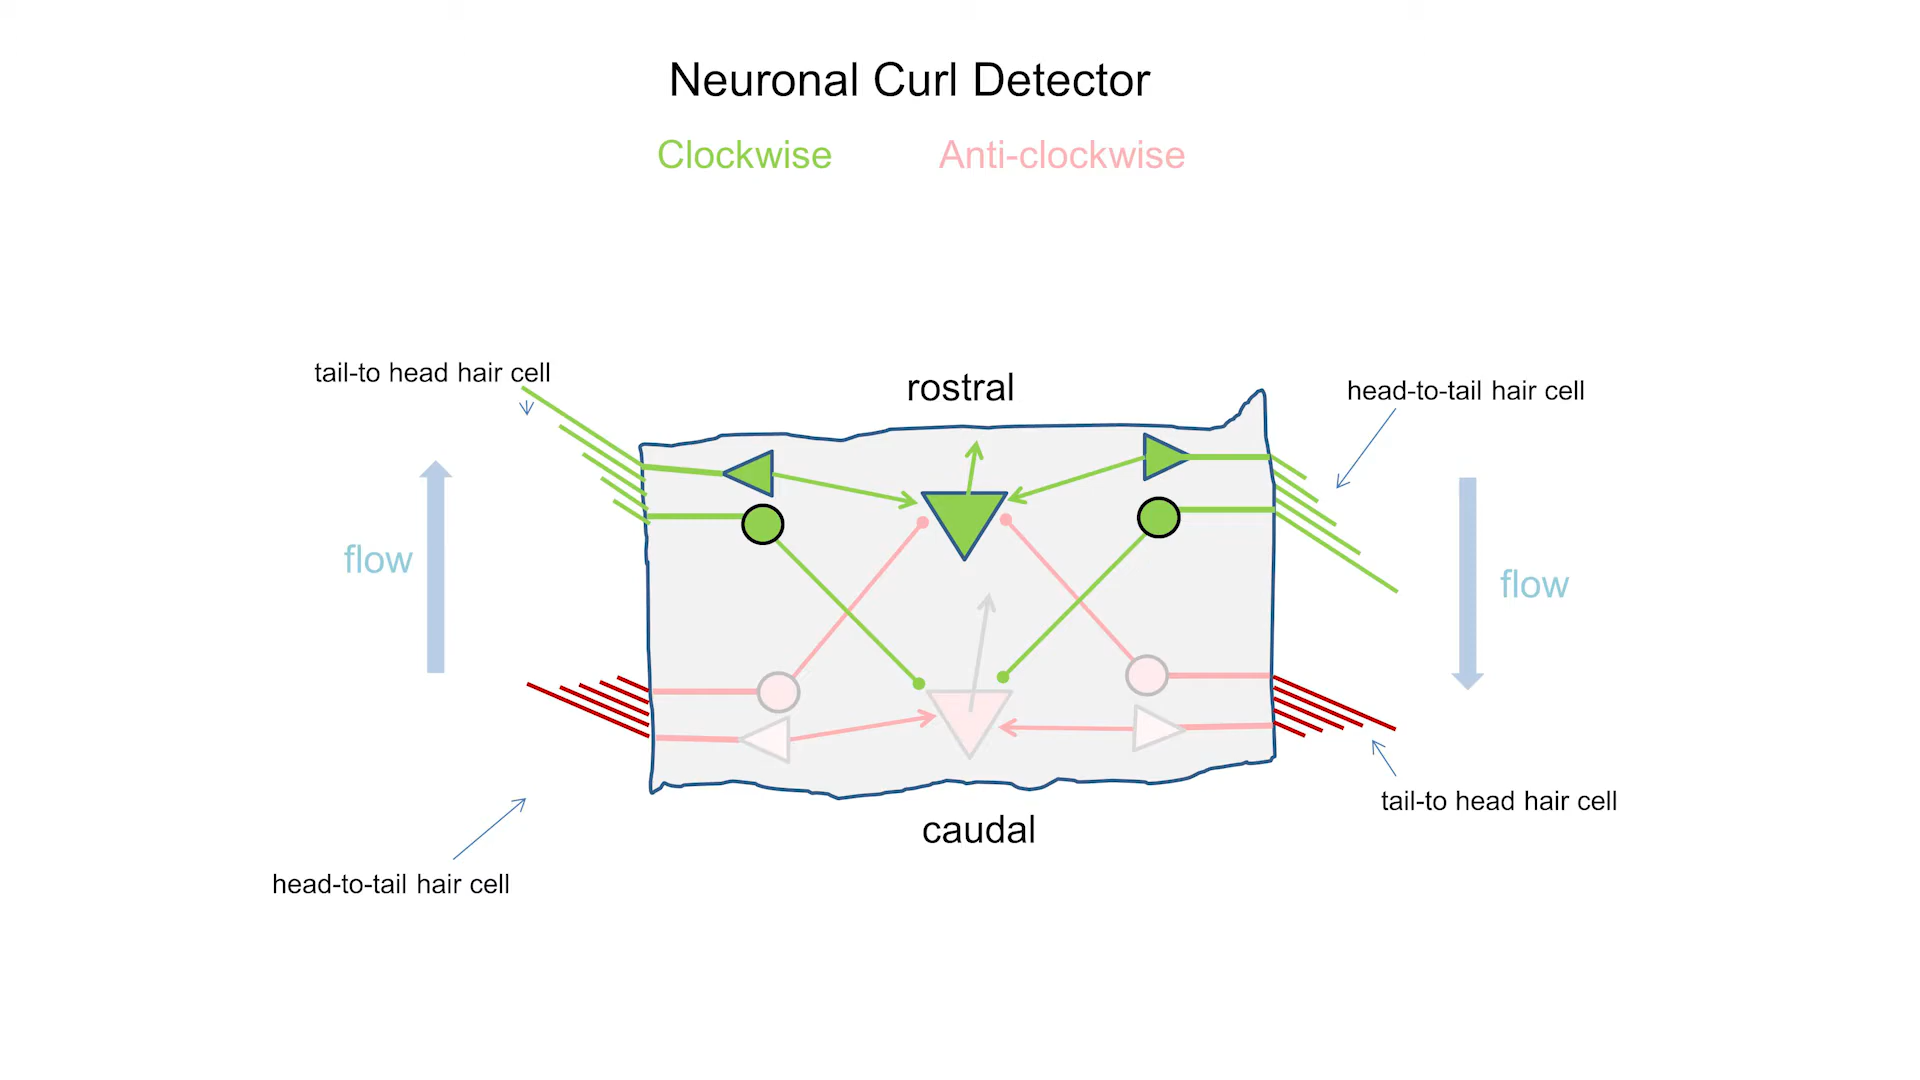 Neuronal Curl Detector
Clockwise Anti-clockwise
tail-to head hair cell
rostral
head-to-tail hair cell
flow
flow
tail-to head hair cell
caudal
head-to-tail hair cell